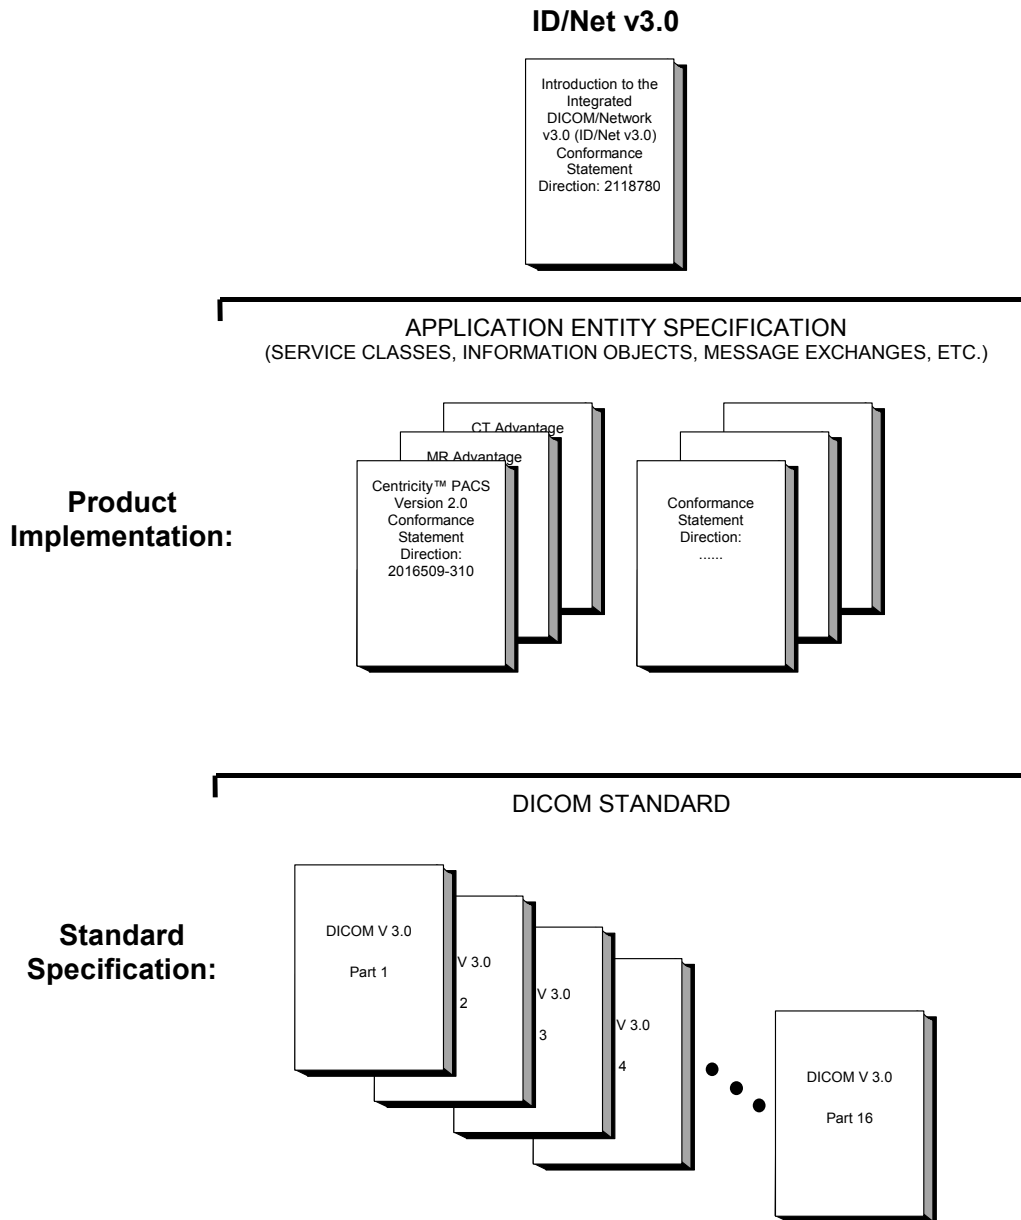 ID/Net v3.0
Introduction to the
Integrated
DICOM/Network
v3.0 (ID/Net v3.0)
Conformance
Statement
Direction: 2118780
APPLICATION ENTITY SPECIFICATION
(SERVICE CLASSES, INFORMATION OBJECTS, MESSAGE EXCHANGES, ETC.)
Product
Implementation:
CT Advantage
MR Advantage
Centricity™ PACS
Version 2.0
Conformance
Statement
Direction:
2016509-310
Conformance
Statement
Direction:
......
DICOM STANDARD
Standard
Specification:
DICOM V 3.0
Part 1
V 3.0
2
V 3.0
3
V 3.0
4
DICOM V 3.0
Part 16